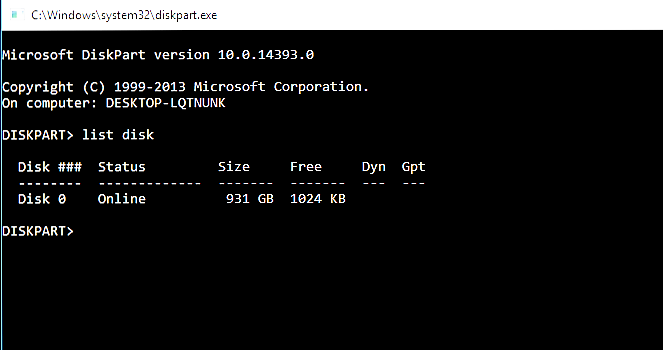 C:\Windows\system32\diskpart.exe
Microsoft DiskPart version 10.0.14393.0
Copyright (C) 1999-2013 Microsoft Corporation.
On computer: DESKTOP-LQTNUNK
DISKPART> list disk
  Disk ###  Status         Size     Free     Dyn  Gpt
  --------  -------------  -------  -------  ---  ---
  Disk 0    Online          931 GB  1024 KB
DISKPART>